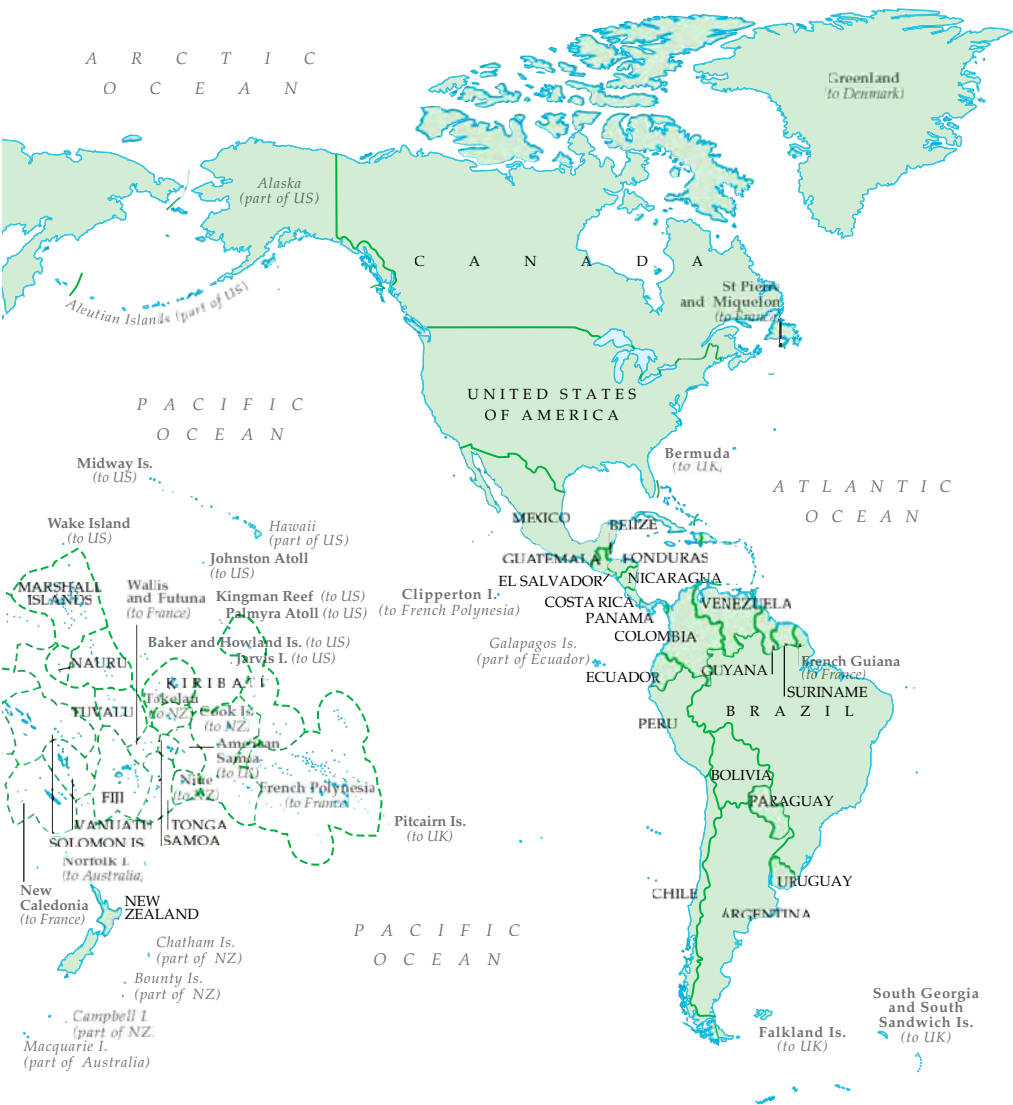 A R C T I C
O C E A N
Greenland
(to Denmark)
Alaska
(part of US)
C A N A D A
Aleutian Islands (part of US)
St Pierre
and Miquelon
(to France)
UNITED STATES
OF AMERICA
P A C I F I C
O C E A N
Midway Is.
(to US)
Bermuda
(to UK)
A T L A N T I C
O C E A N
Wake Island
(to US)
Hawaii
(part of US)
MEXICO
BELIZE
Johnston Atoll
(to US)
GUATEMALA
HONDURAS
EL SALVADOR
NICARAGUA
MARSHALL
ISLANDS
Wallis
and Futuna
(to France)
Kingman Reef (to US)
Palmyra Atoll (to US)
Clipperton I.
(to French Polynesia)
COSTA RICA
PANAMA
VENEZUELA
COLOMBIA
Baker and Howland Is. (to US)
Jarvis I. (to US)
Galapagos Is.
(part of Ecuador)
NAURU
KIRIBATI
ECUADOR
GUYANA
French Guiana
(to France)
SURINAME
TUVALU
Tokelau
(to NZ)
Cook Is.
(to NZ)
PERU
B R A Z I L
American
Samoa
(to US)
Niue
(to NZ)
French Polynesia
(to France)
BOLIVIA
FIJI
PARAGUAY
VANUATU
TONGA
SOLOMON IS.
SAMOA
Pitcairn Is.
(to UK)
Norfolk I.
(to Australia)
New
Caledonia
(to France)
NEW
ZEALAND
CHILE
URUGUAY
ARGENTINA
P A C I F I C
O C E A N
Chatham Is.
(part of NZ)
Bounty Is.
(part of NZ)
Campbell I.
(part of NZ)
Macquarie I.
(part of Australia)
Falkland Is.
(to UK)
South Georgia
and South
Sandwich Is.
(to UK)